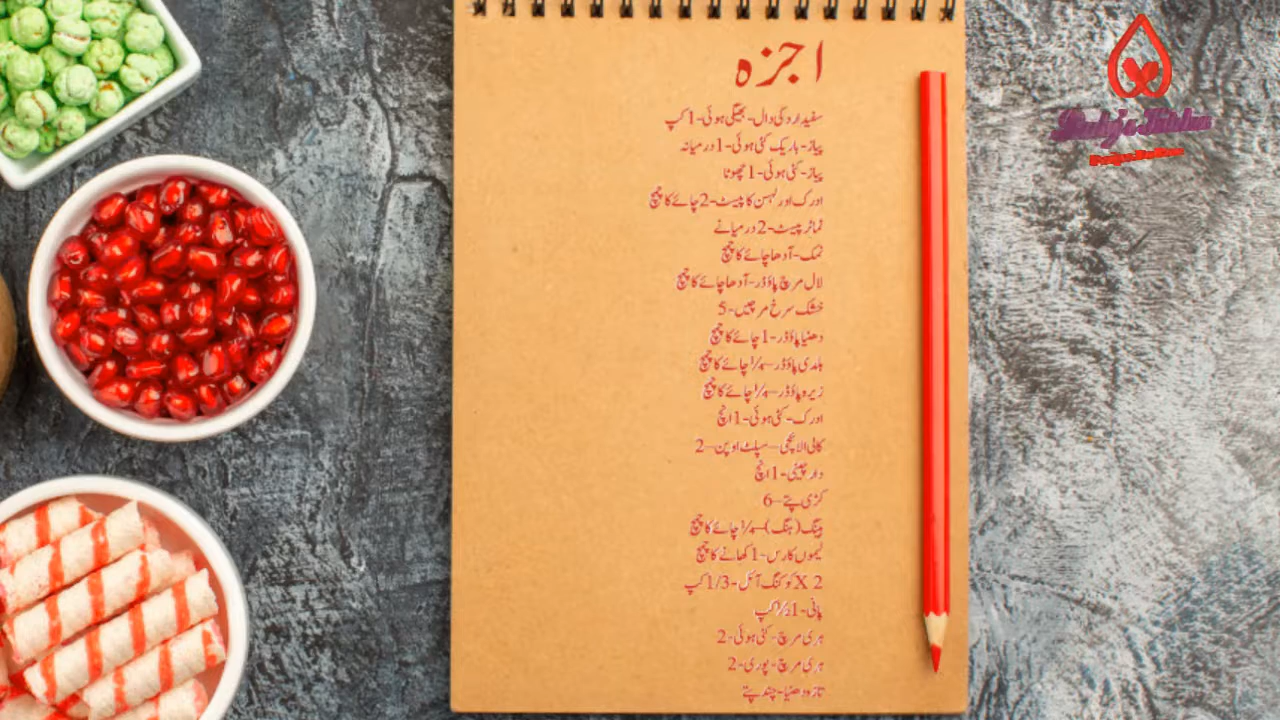 اجزہ
سفید اردکی دال - بھیگی ہوئی - 1 کپ
پیاز - باریک کٹی ہوئی - 1 درمیانہ
پیاز - کٹی ہوئی - 1 چھوٹا
ادرک اور لہسن کا پیسٹ - 2 چائے کا چمچ
ٹماٹر پیسٹ - 2 درمیانے
نمک - آدھا چائے کا چمچ
لال مرچ پاؤڈر - آدھا چائے کا چمچ
خشک سرخ مرچیں - 5
دھنیا پاؤڈر - 1 چائے کا چمچ
ہلدی پاؤڈر – ¼ چائے کا چمچ
زیرہ پاؤڈر – ¼ چائے کا چمچ
ادرک - کٹی ہوئی - 1 انچ
کالی الائچی – سپلٹ اوپن – 2
دار چینی - 1 انچ
کڑی پتے – 6
ہینگ (ہنگ) – ¼ چائے کا چمچ
لیموں کا رس - 1 کھانے کا چمچ
2 X کوکنگ آئل - 1/3 کپ
پانی - 1 کپ
ہری مرچ - کٹی ہوئی - 2
ہری مرچ - پوری - 2
تازہ دھنیا - چند پتے